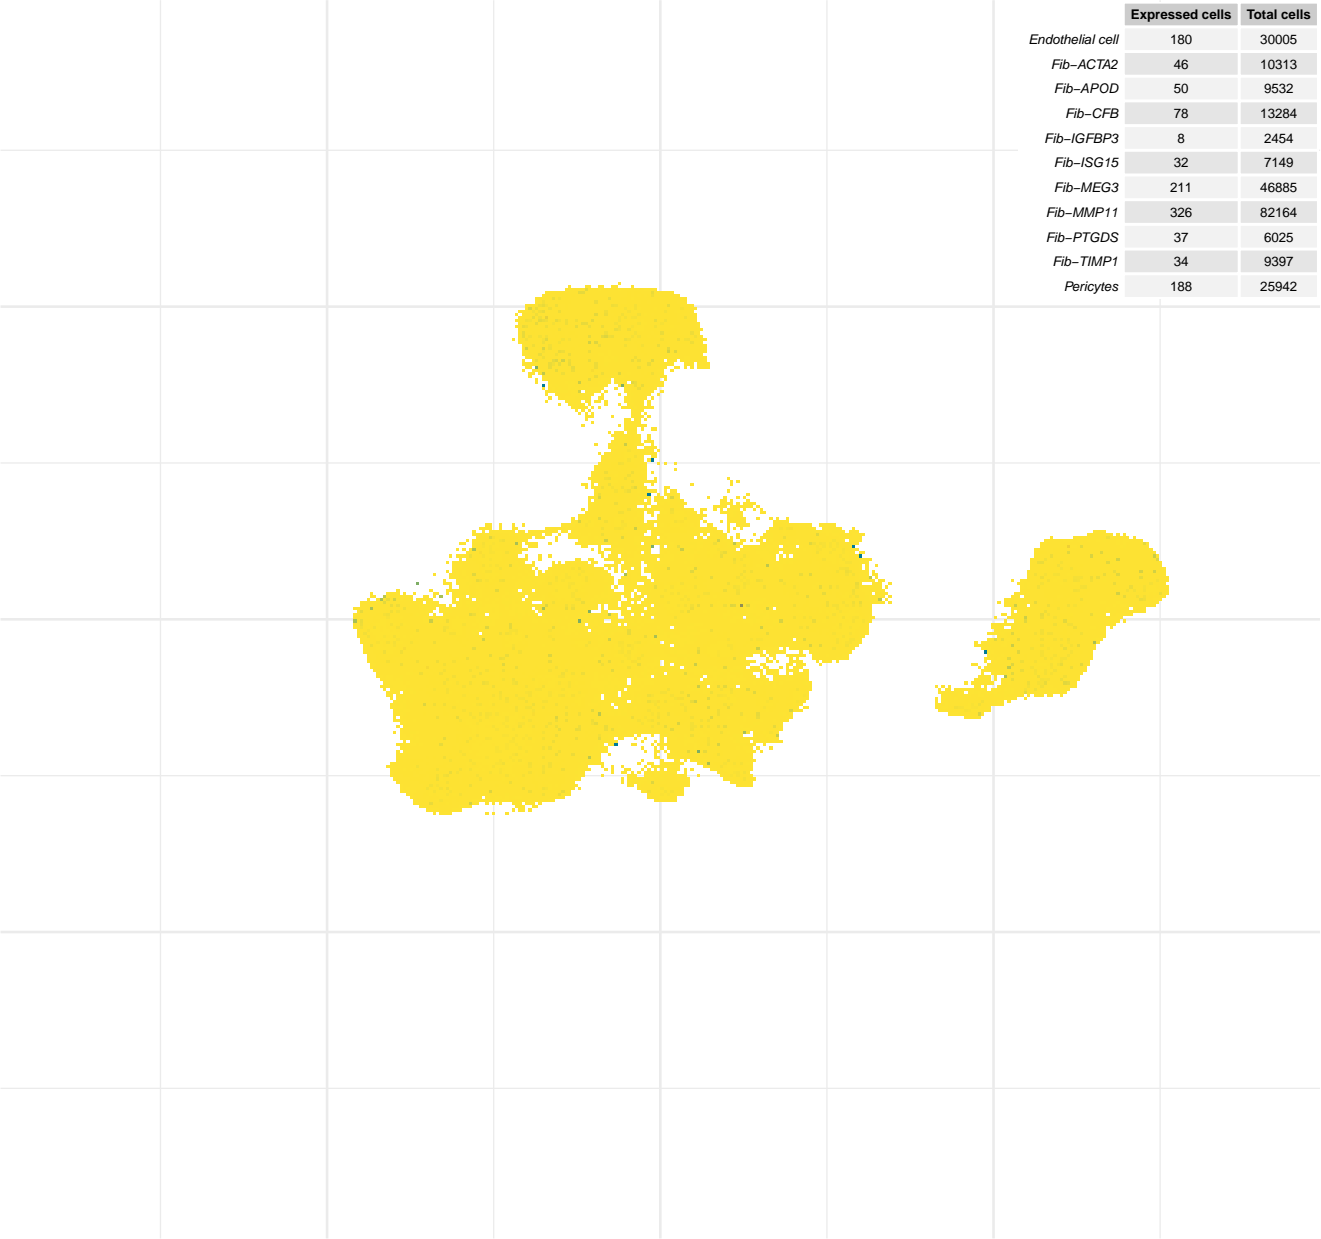 Expressed cells Total cells
Endothelial cell 180 30005
Fib−ACTA2 46 10313
Fib−APOD 50 9532
Fib−CFB 78 13284
Fib−IGFBP3 8 2454
Fib−ISG15 32 7149
Fib−MEG3 211 46885
Fib−MMP11 326 82164
Fib−PTGDS 37 6025
Fib−TIMP1 34 9397
Pericytes 188 25942